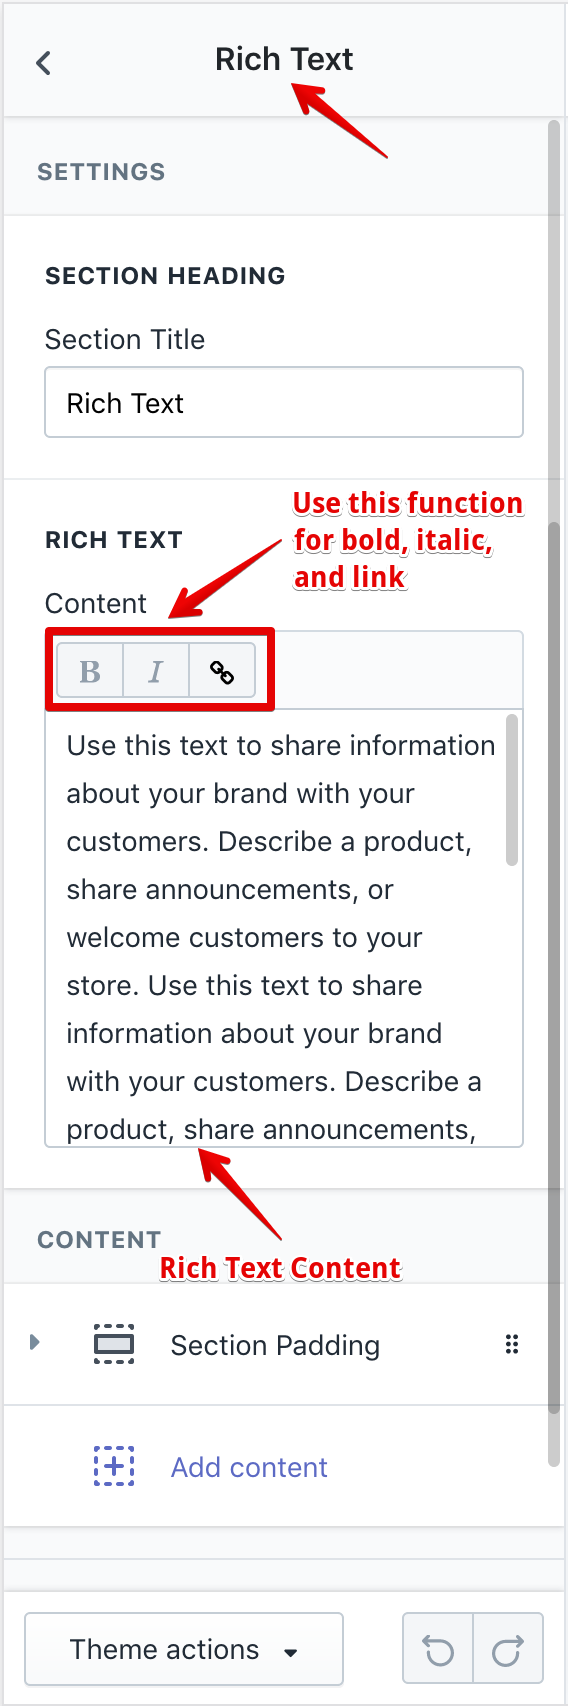 Rich Text
SETTINGS
SECTION HEADING
Section Title
Rich Text
Use this function
for bold, italic,
and link
RICH TEXT
Content
B I
Use this text to share information
about your brand with your
customers. Describe a product,
share announcements, or
welcome customers to your
store. Use this text to share
information about your brand
with your customers. Describe a
product, share announcements,
CONTENT
Rich Text Content
Section Padding
Add content
Theme actions